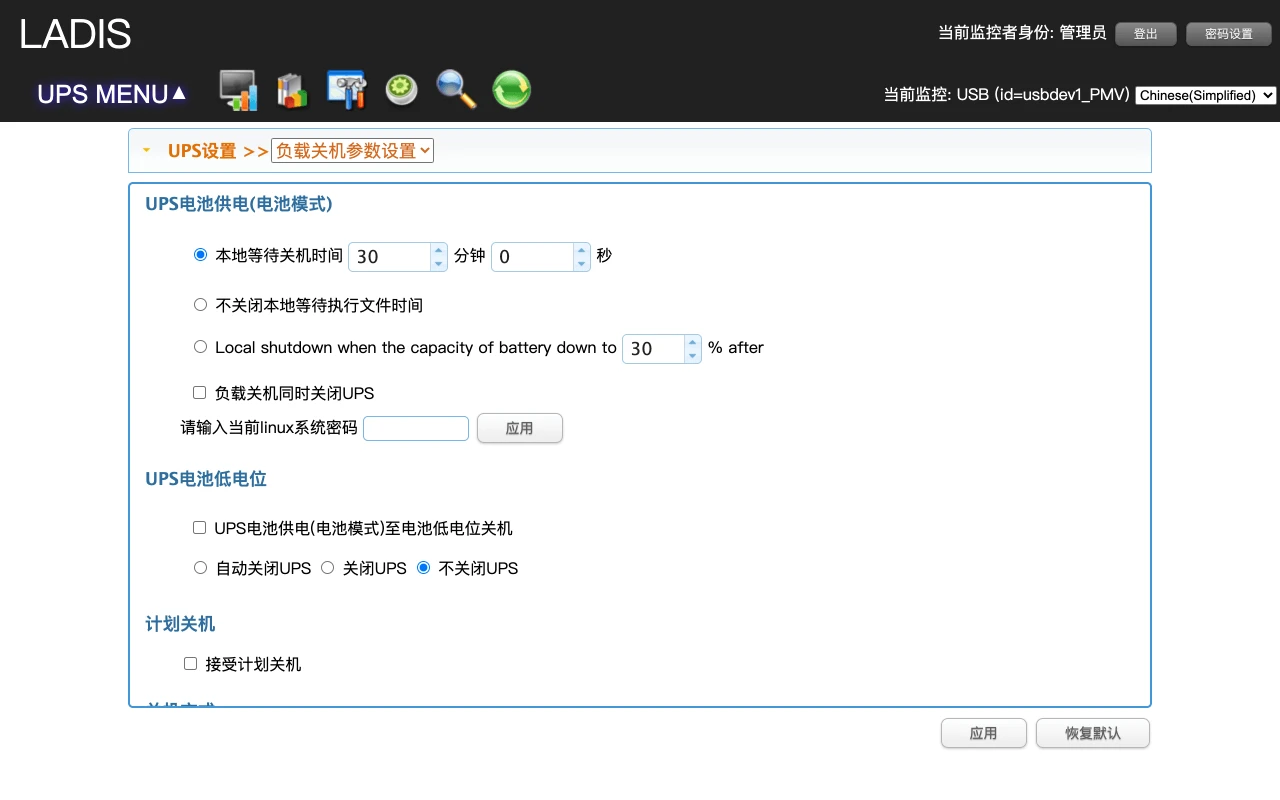 LADIS
当前监控者身份: 管理员 登出 密码设置
UPS MENU▲
当前监控: USB (id=usbdev1_PMV) Chinese(Simplified)
UPS设置 >> 负载关机参数设置
UPS电池供电(电池模式)
本地等待关机时间 30 分钟 0 秒
不关闭本地等待执行文件时间
Local shutdown when the capacity of battery down to 30 % after
负载关机同时关闭UPS
请输入当前linux系统密码 应用
UPS电池低电位
UPS电池供电(电池模式)至电池低电位关机
自动关闭UPS 关闭UPS 不关闭UPS
计划关机
接受计划关机
应用 恢复默认